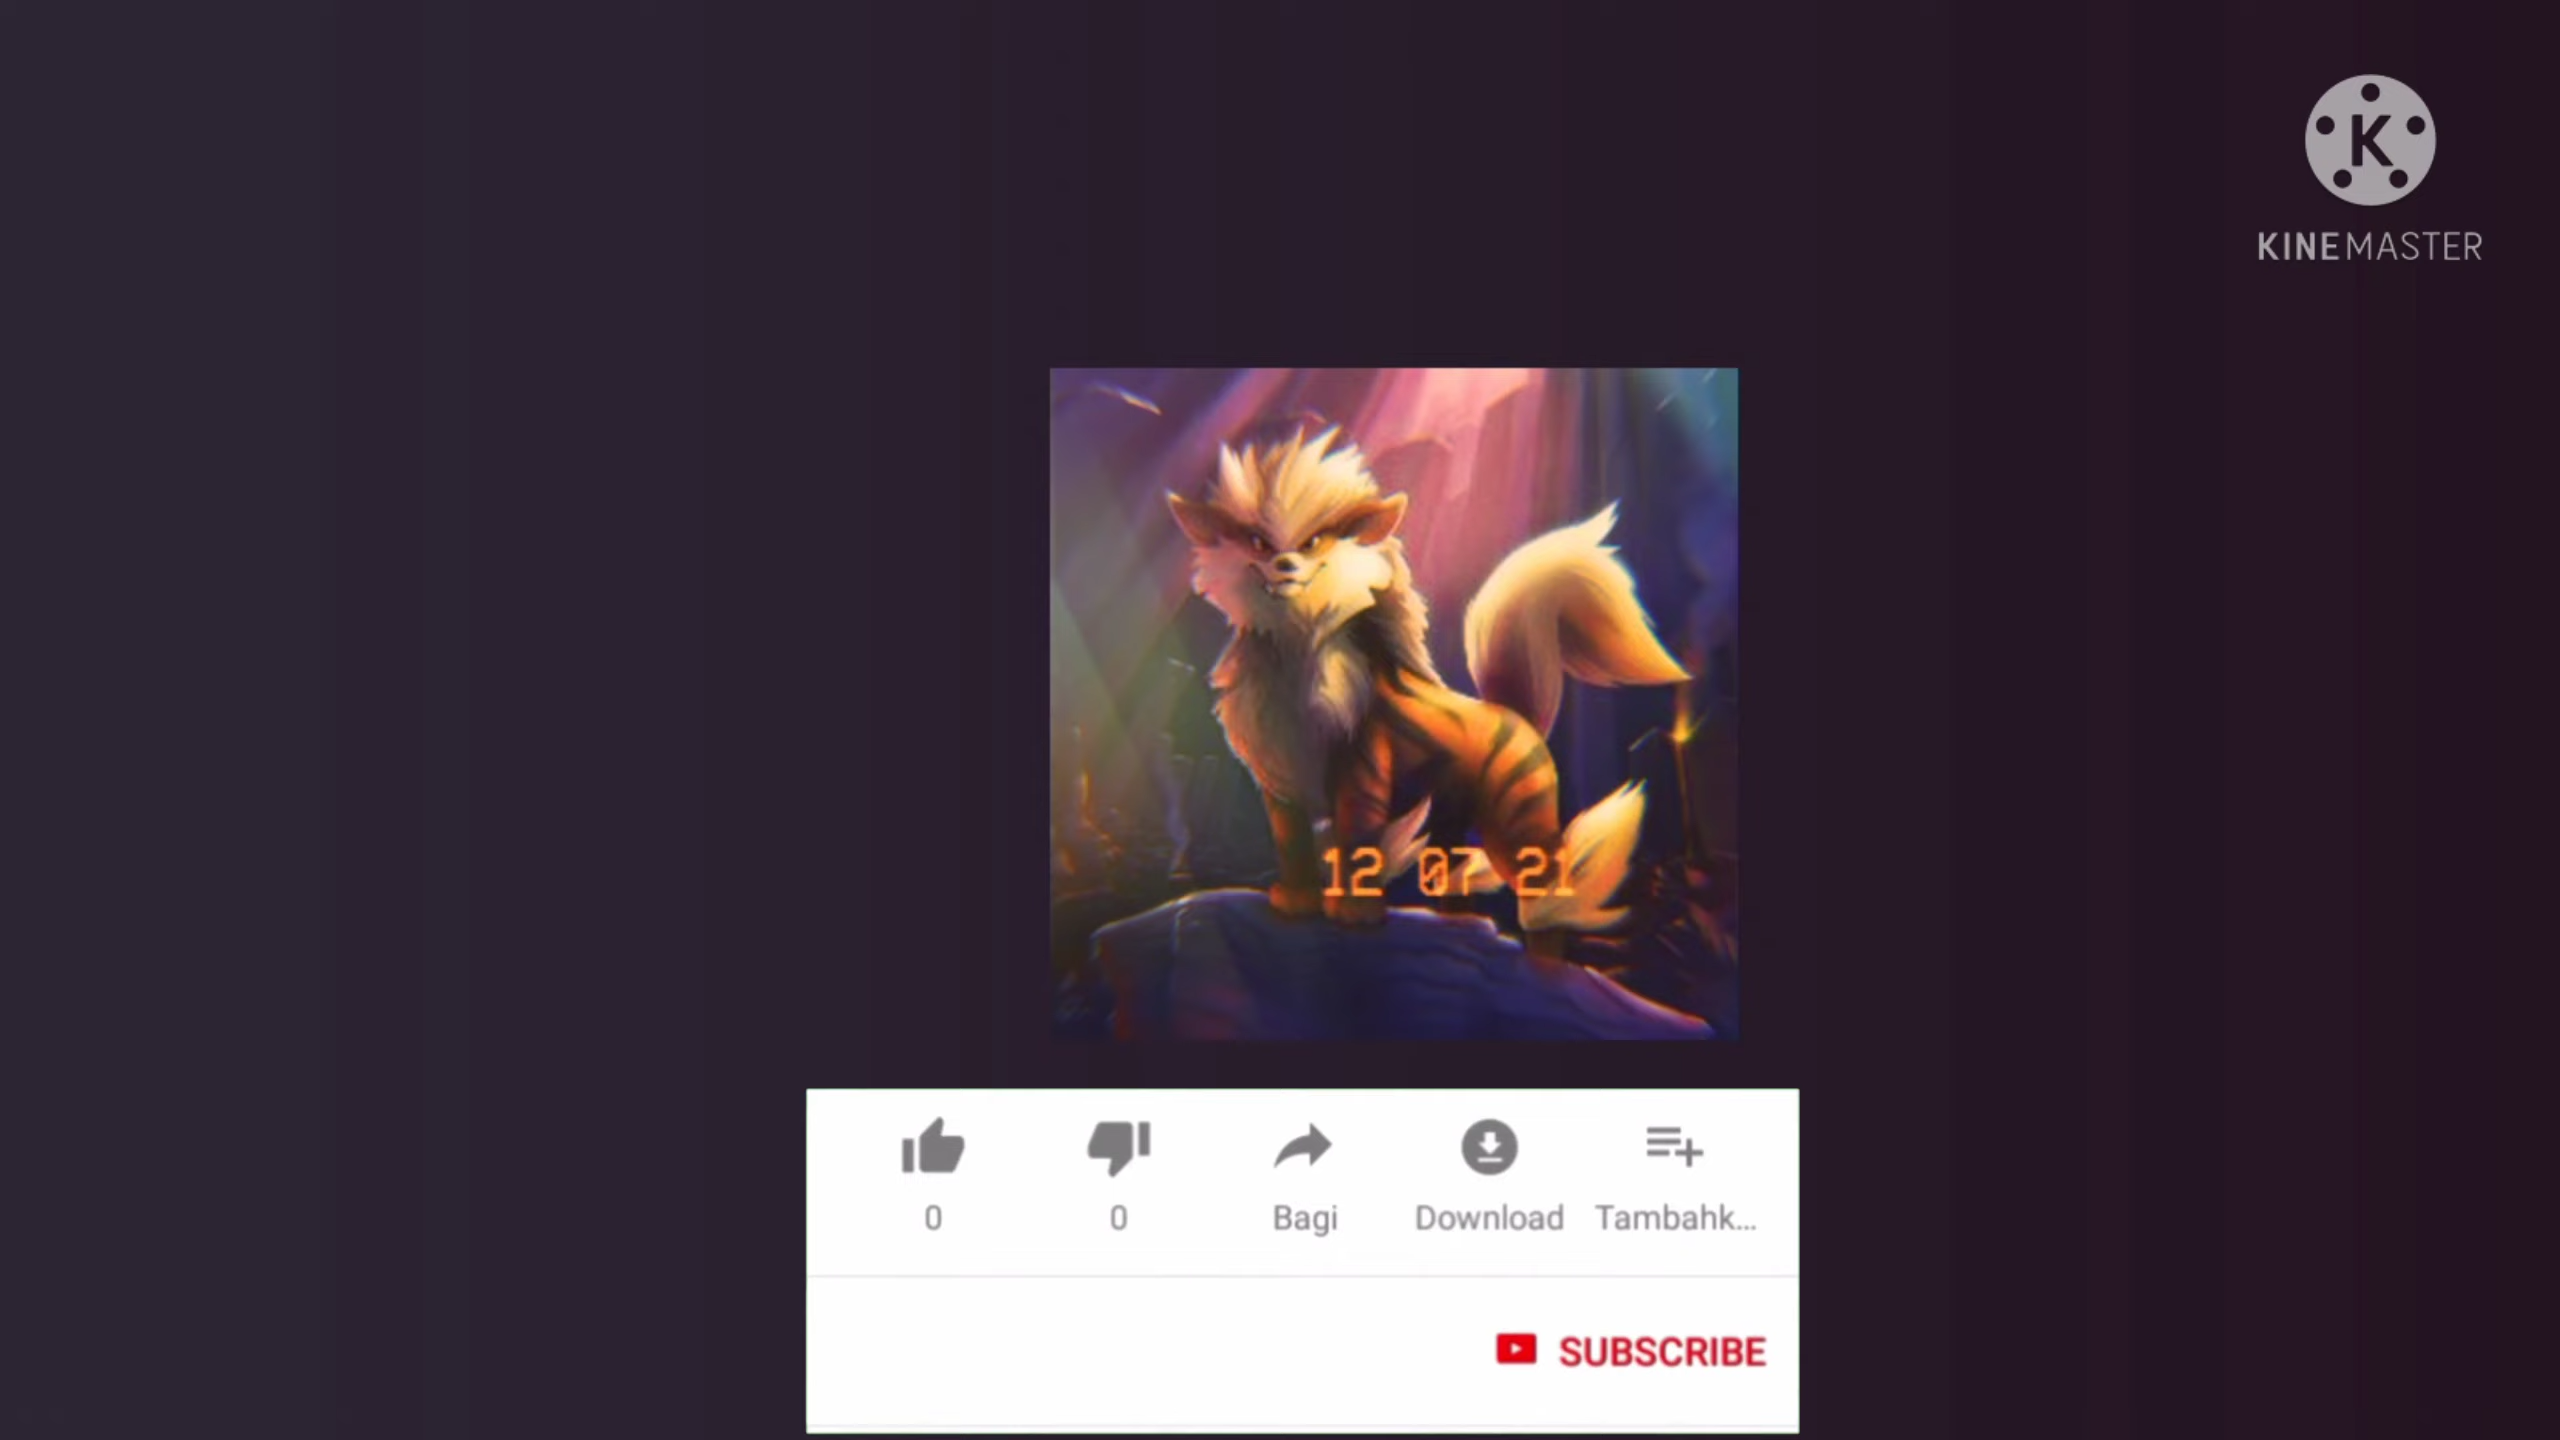 K
KINEMASTER
12 07 21
0 0 Bagi Download Tambahk...
SUBSCRIBE